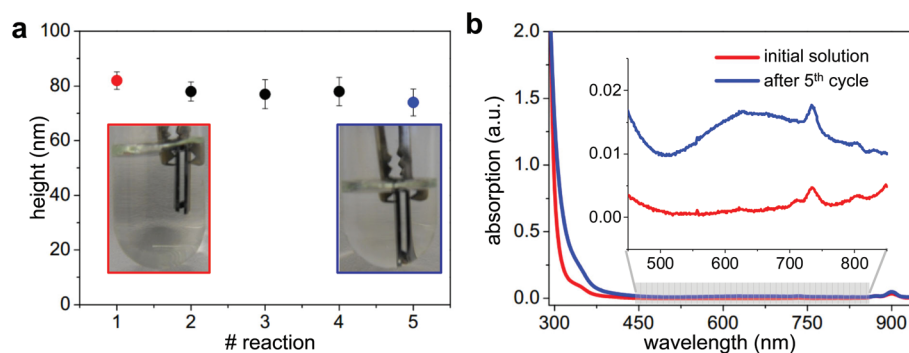 a
height (nm)
100
80
60
40
20
0
1 2 3 4 5
# reaction
b
absorption (a.u.)
2.0
1.5
1.0
0.5
0.0
initial solution
after 5th cycle
0.02
0.01
0.00
500 600 700 800
300 450 600 750 900
wavelength (nm)